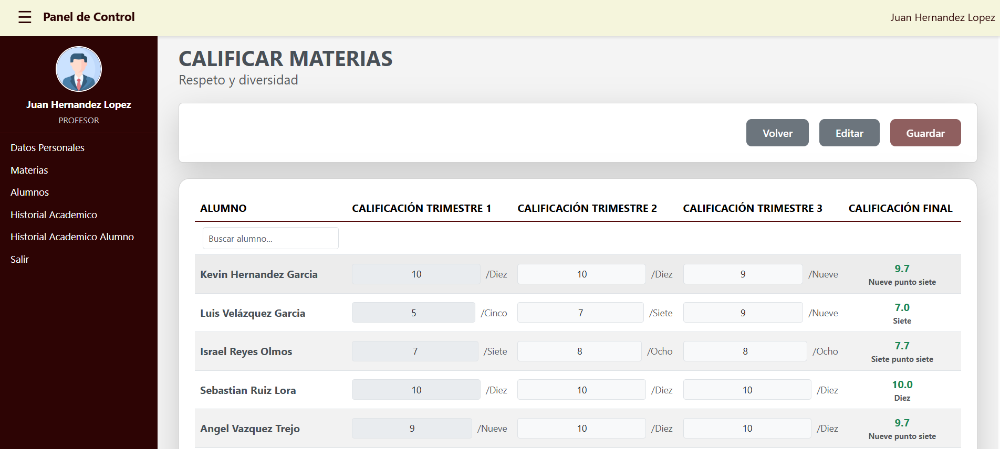 ☰ Panel de Control
Juan Hernandez Lopez
Juan Hernandez Lopez
PROFESOR
Datos Personales
Materias
Alumnos
Historial Academico
Historial Academico Alumno
Salir
CALIFICAR MATERIAS
Respeto y diversidad
Volver Editar Guardar
ALUMNO CALIFICACIÓN TRIMESTRE 1 CALIFICACIÓN TRIMESTRE 2 CALIFICACIÓN TRIMESTRE 3 CALIFICACIÓN FINAL
Buscar alumno...
Kevin Hernandez Garcia 10 /Diez 10 /Diez 9 /Nueve 9.7
Nueve punto siete
Luis Velázquez Garcia 5 /Cinco 7 /Siete 9 /Nueve 7.0
Siete
Israel Reyes Olmos 7 /Siete 8 /Ocho 8 /Ocho 7.7
Siete punto siete
Sebastian Ruiz Lora 10 /Diez 10 /Diez 10 /Diez 10.0
Diez
Angel Vazquez Trejo 9 /Nueve 10 /Diez 10 /Diez 9.7
Nueve punto siete